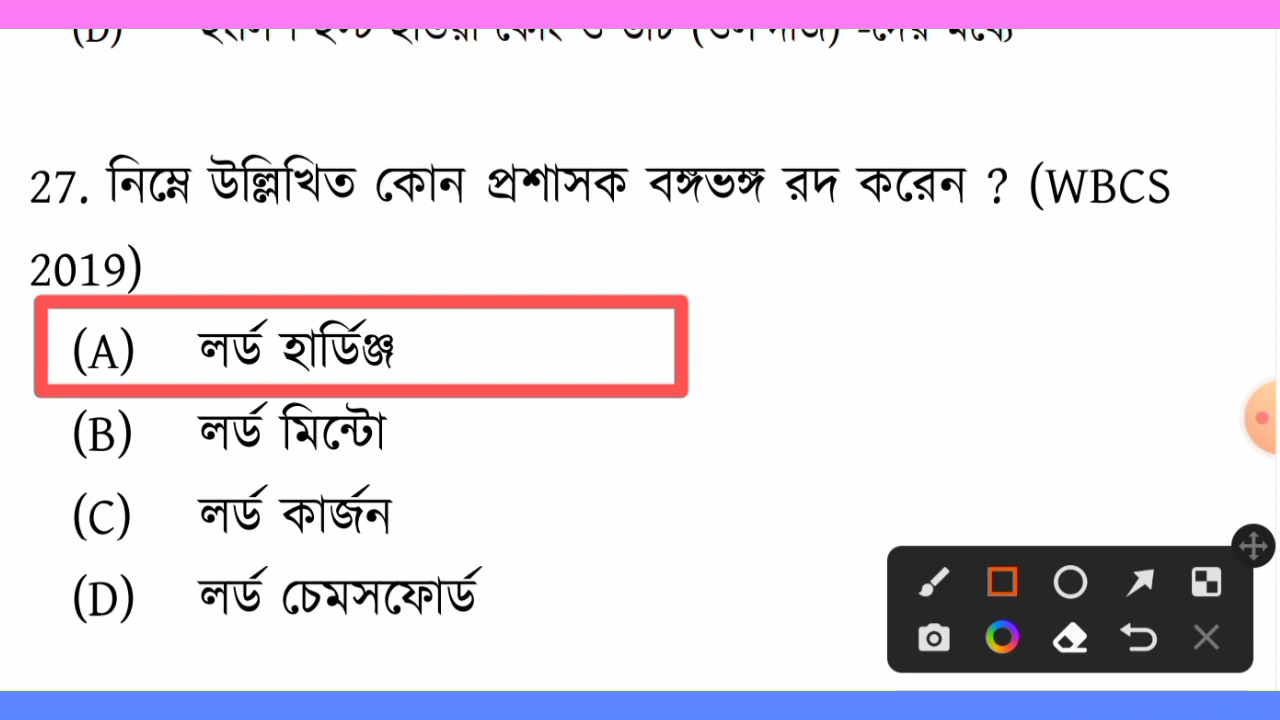 (D)
27. নিম্নে উল্লিখিত কোন প্রশাসক বঙ্গভঙ্গ রদ করেন ? (WBCS
2019)
(A) লর্ড হার্ডিঞ্জ
(B) লর্ড মিন্টো
(C) লর্ড কার্জন
(D) লর্ড চেমসফোর্ড